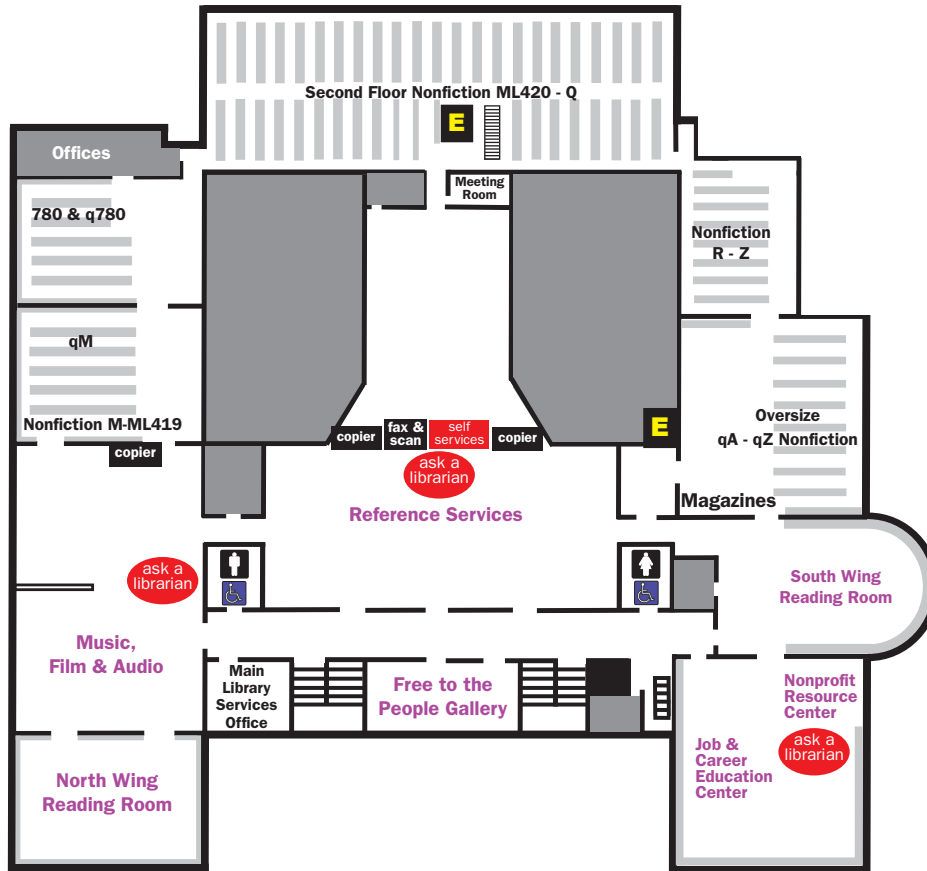 Second Floor Nonfiction ML420 - Q
E
Offices
Meeting
Room
780 & q780
Nonfiction
R - Z
qM
Nonfiction M-ML419
copier
copier
fax &
scan
self
services
copier
E
Oversize
qA - qZ Nonfiction
ask a
librarian
Reference Services
Magazines
ask a
librarian
South Wing
Reading Room
Music,
Film & Audio
Main
Library
Services
Office
Free to the
People Gallery
Nonprofit
Resource
Center
ask a
librarian
Job &
Career
Education
Center
North Wing
Reading Room